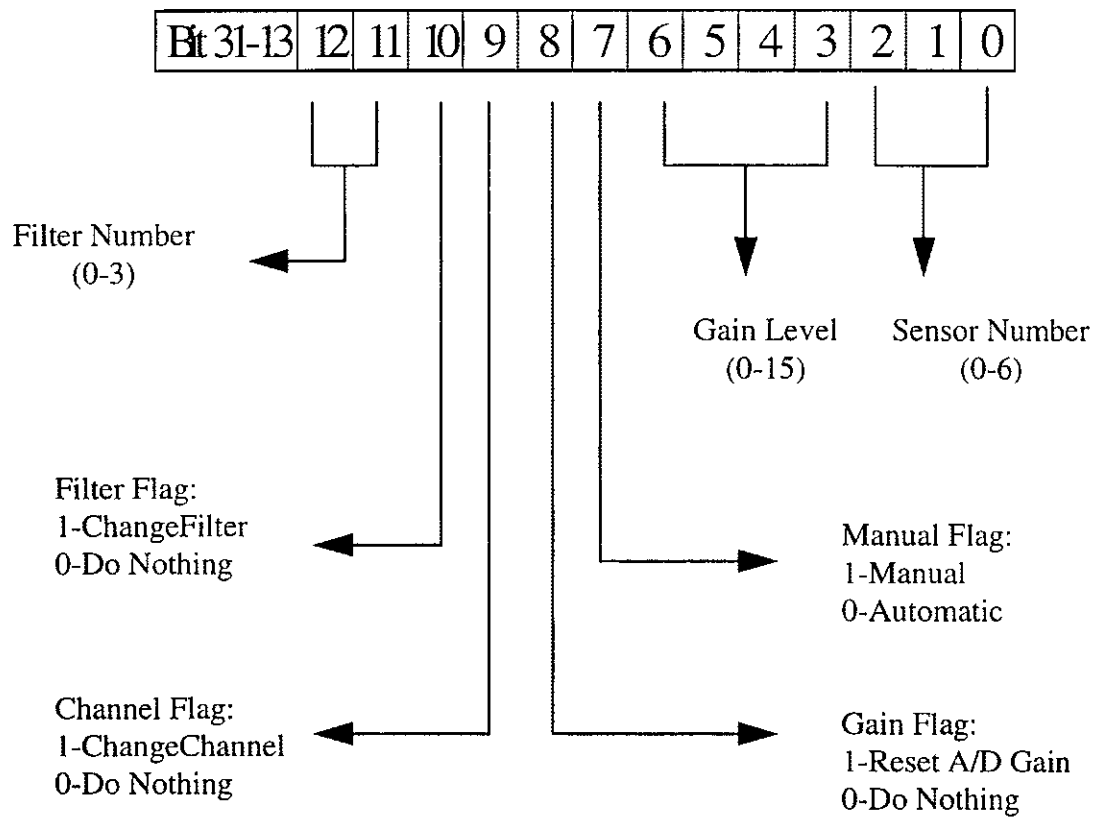 Bit 31-13 12 11 10 9 8 7 6 5 4 3 2 1 0
Filter Number
(0-3)
Gain Level
(0-15)
Sensor Number
(0-6)
Filter Flag:
1-ChangeFilter
0-Do Nothing
Manual Flag:
1-Manual
0-Automatic
Channel Flag:
1-ChangeChannel
0-Do Nothing
Gain Flag:
1-Reset A/D Gain
0-Do Nothing